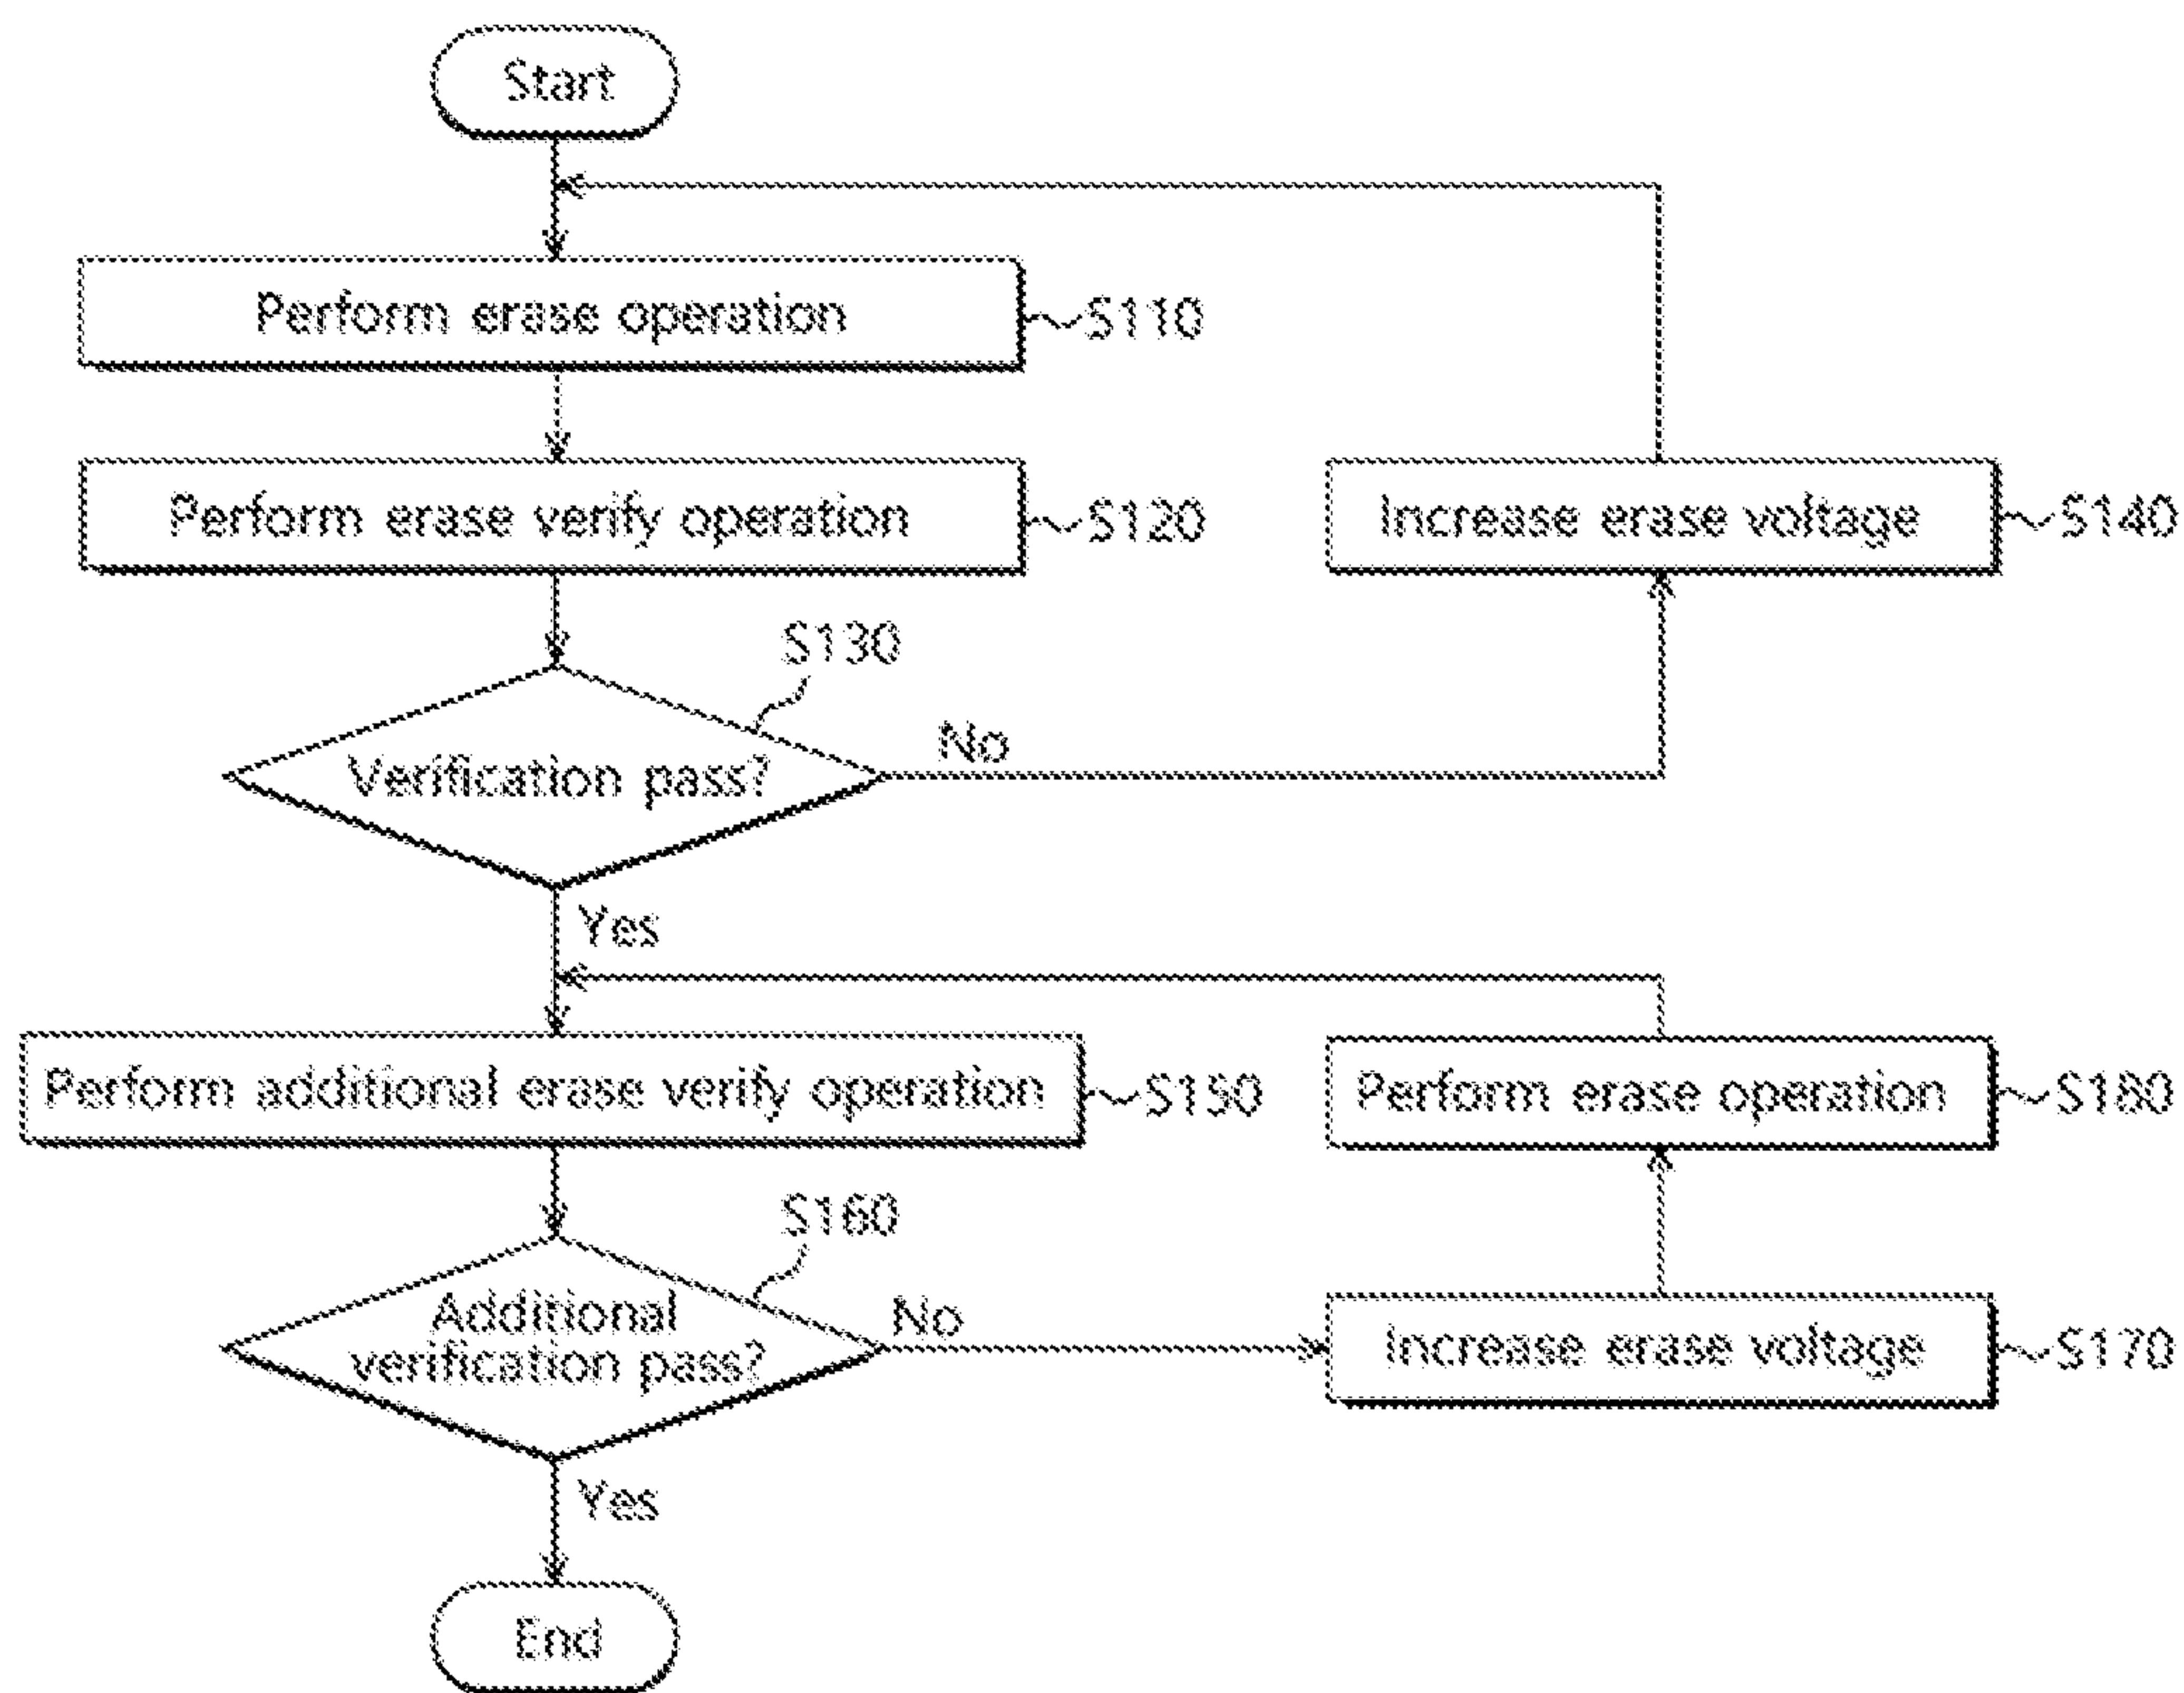 Start
Perform erase operation
S110
Perform erase verify operation
S120
Increase erase voltage
S140
S130
Verification pass?
No
Yes
Perform additional erase verify operation
S150
Perform erase operation
S180
S160
Additional
verification pass?
No
Increase erase voltage
S170
Yes
End